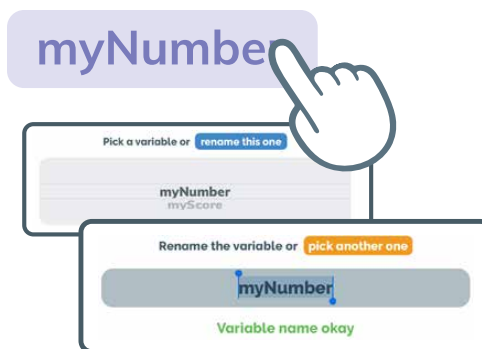 myNumber
Pick a variable or rename this one
myNumber
myScore
Rename the variable or pick another one
myNumber
Variable name okay